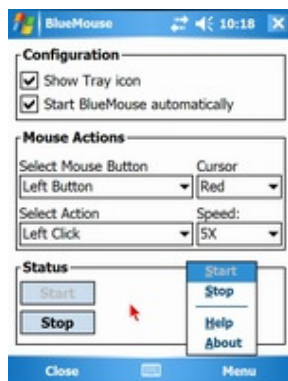 BlueMouse 10:18
Configuration
Show Tray icon
Start BlueMouse automatically
Mouse Actions
Select Mouse Button Cursor
Left Button Red
Select Action Speed:
Left Click 5X
Status
Start
Stop
Start
Stop
Help
About
Close Menu